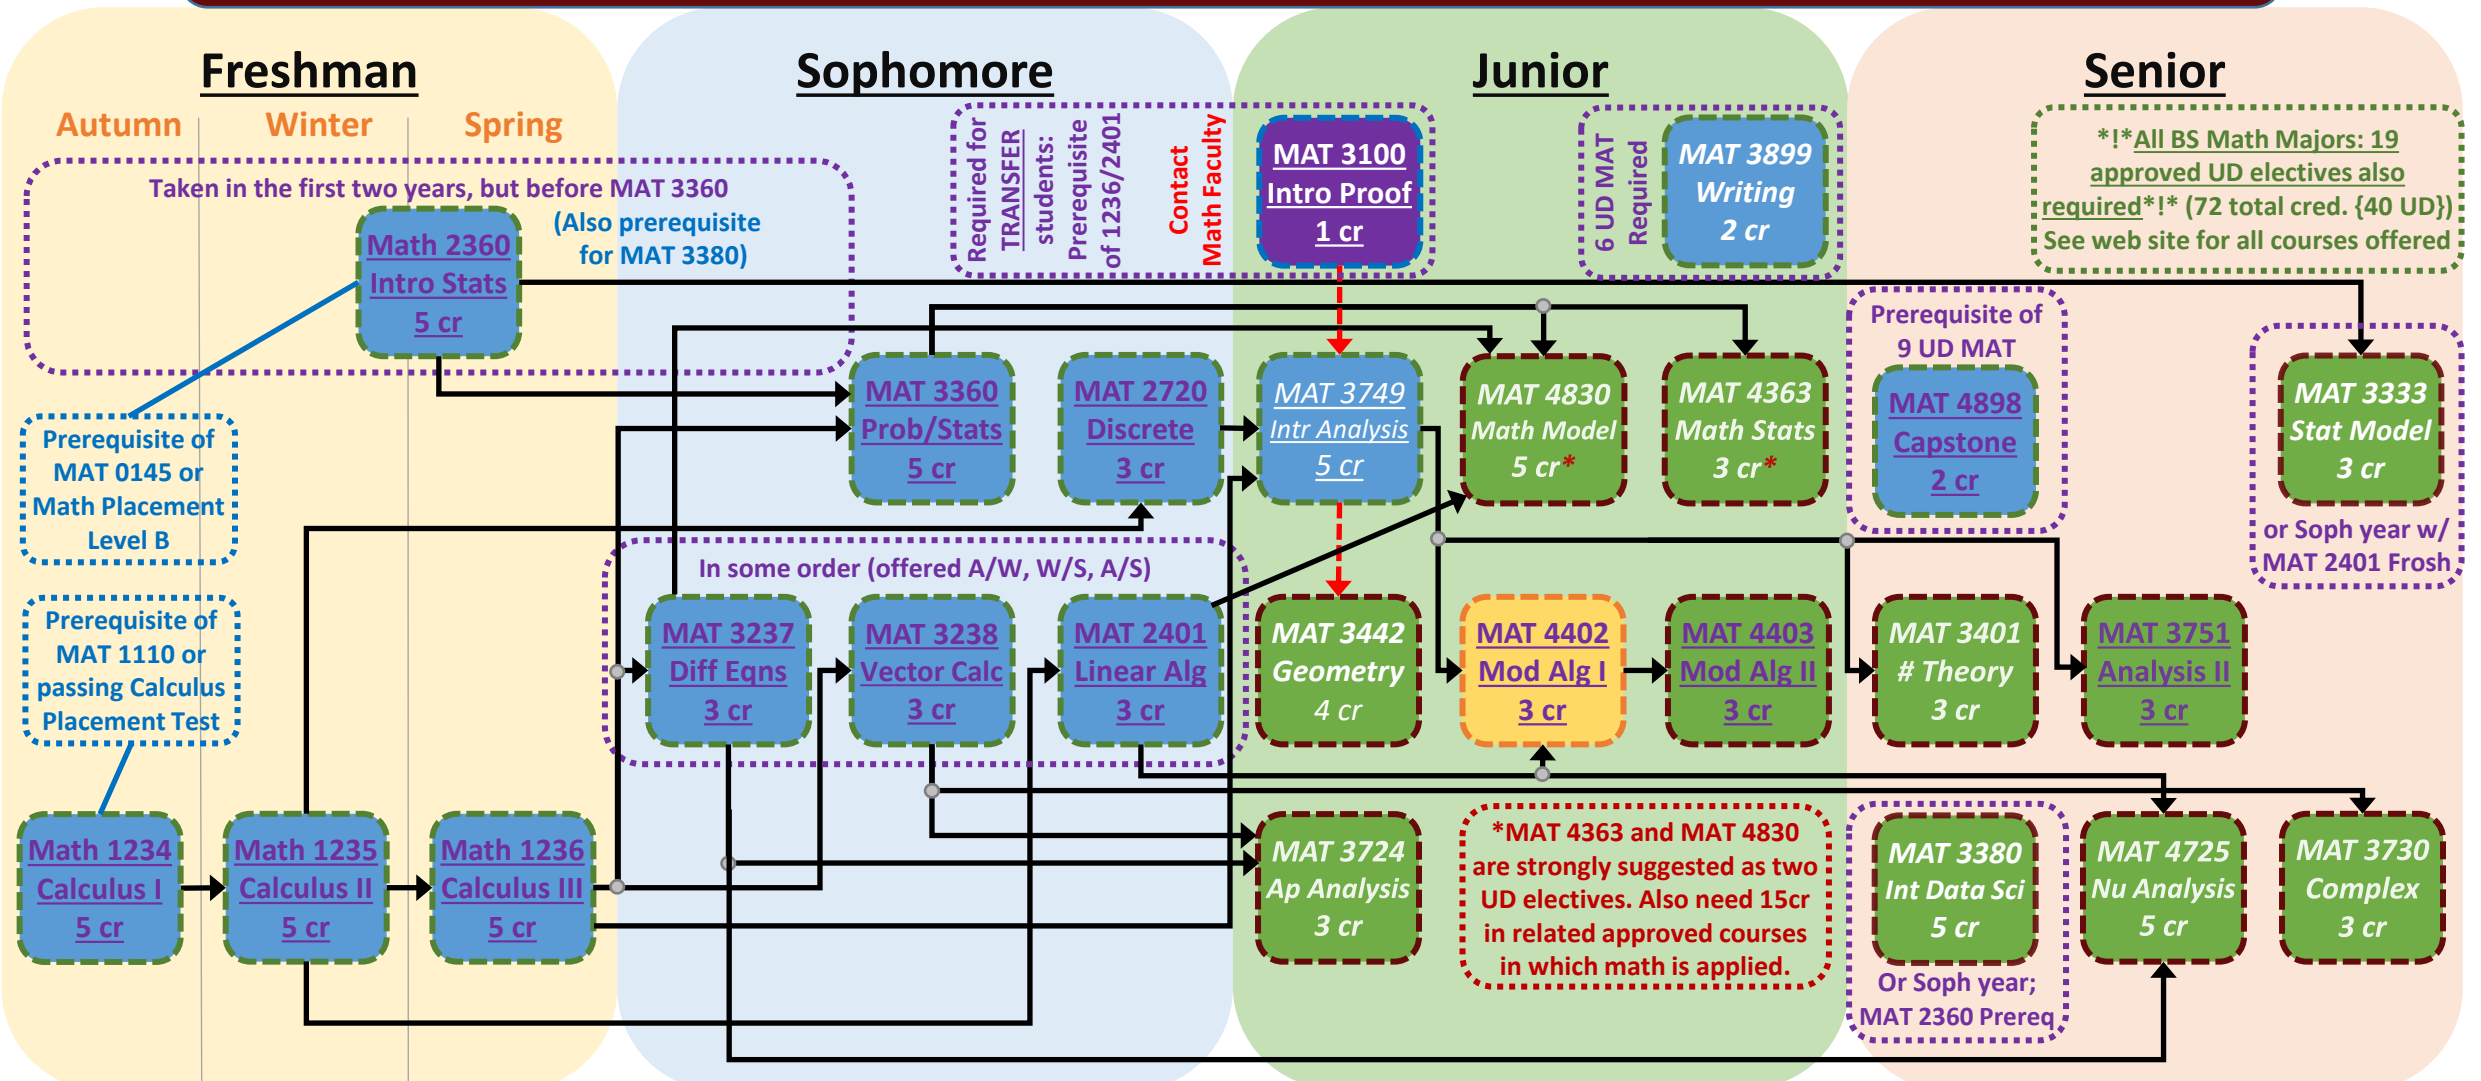 Freshman
Sophomore
Junior
Senior
Autumn
Winter
Spring
Taken in the first two years, but before MAT 3360
(Also prerequisite
for MAT 3380)
Math 2360
Intro Stats
5 cr
Required for
TRANSFER
students:
Prerequisite
of 1236/2401
Contact
Math Faculty
MAT 3100
Intro Proof
1 cr
6 UD MAT
Required
MAT 3899
Writing
2 cr
*!*All BS Math Majors: 19
approved UD electives also
required*!* (72 total cred. {40 UD})
See web site for all courses offered
Prerequisite of
MAT 0145 or
Math Placement
Level B
MAT 3360
Prob/Stats
5 cr
MAT 2720
Discrete
3 cr
MAT 3749
Intr Analysis
5 cr
MAT 4830
Math Model
5 cr*
MAT 4363
Math Stats
3 cr*
Prerequisite of
9 UD MAT
MAT 4898
Capstone
2 cr
MAT 3333
Stat Model
3 cr
or Soph year w/
MAT 2401 Frosh
Prerequisite of
MAT 1110 or
passing Calculus
Placement Test
In some order (offered A/W, W/S, A/S)
MAT 3237
Diff Eqns
3 cr
MAT 3238
Vector Calc
3 cr
MAT 2401
Linear Alg
3 cr
MAT 3442
Geometry
4 cr
MAT 4402
Mod Alg I
3 cr
MAT 4403
Mod Alg II
3 cr
MAT 3401
# Theory
3 cr
MAT 3751
Analysis II
3 cr
Math 1234
Calculus I
5 cr
Math 1235
Calculus II
5 cr
Math 1236
Calculus III
5 cr
MAT 3724
Ap Analysis
3 cr
*MAT 4363 and MAT 4830
are strongly suggested as two
UD electives. Also need 15cr
in related approved courses
in which math is applied.
MAT 3380
Int Data Sci
5 cr
Or Soph year;
MAT 2360 Prereq
MAT 4725
Nu Analysis
5 cr
MAT 3730
Complex
3 cr